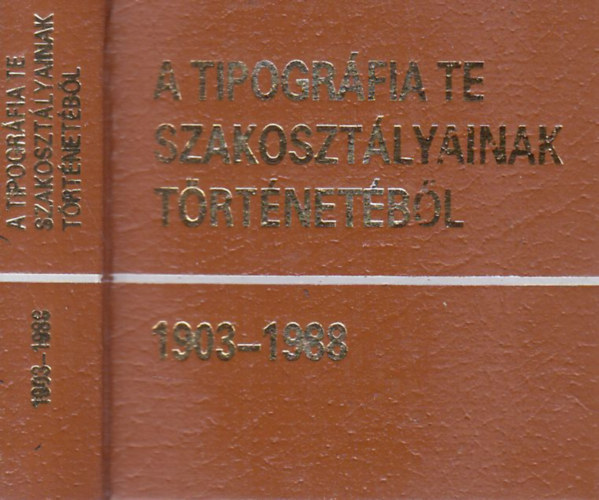 A TIPOGRÁFIA TE
SZAKOSZTÁLYAINAK
TÖRTÉNETÉBŐL
1903-1988
A TIPOGRÁFIA TE
SZAKOSZTÁLYAINAK
TÖRTÉNETÉBŐL
1903-1988